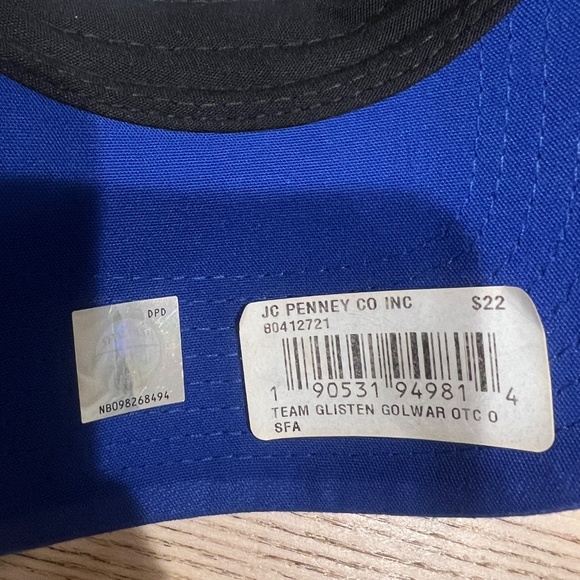 DPD
NB098268494
JC PENNEY CO INC $22
80412721
1 90531 94981 4
TEAM GLISTEN GOLWAR OTC O
SFA